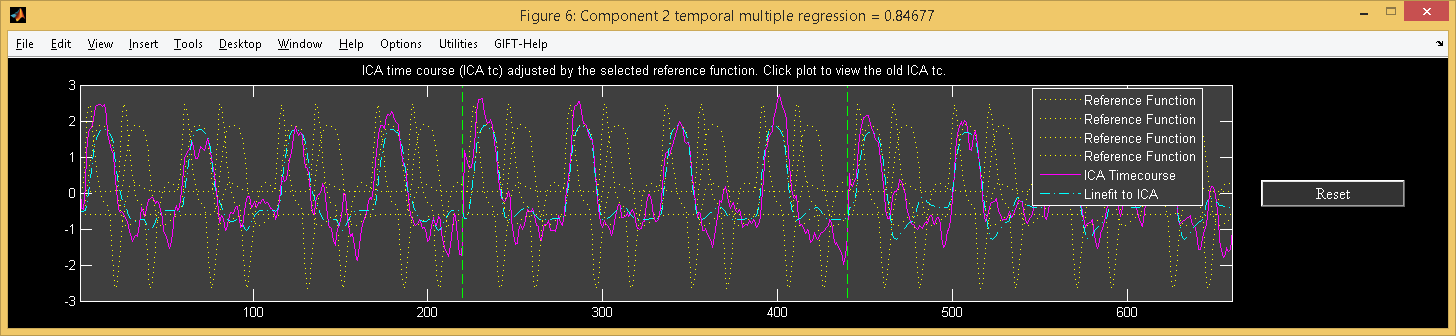 Figure 6: Component 2 temporal multiple regression = 0.84677
File Edit View Insert Tools Desktop Window Help Options Utilities GIFT-Help
ICA time course (ICA tc) adjusted by the selected reference function. Click plot to view the old ICA tc.
3
2
1
0
-1
-2
-3
100 200 300 400 500 600
Reference Function
Reference Function
Reference Function
Reference Function
ICA Timecourse
Linefit to ICA
Reset